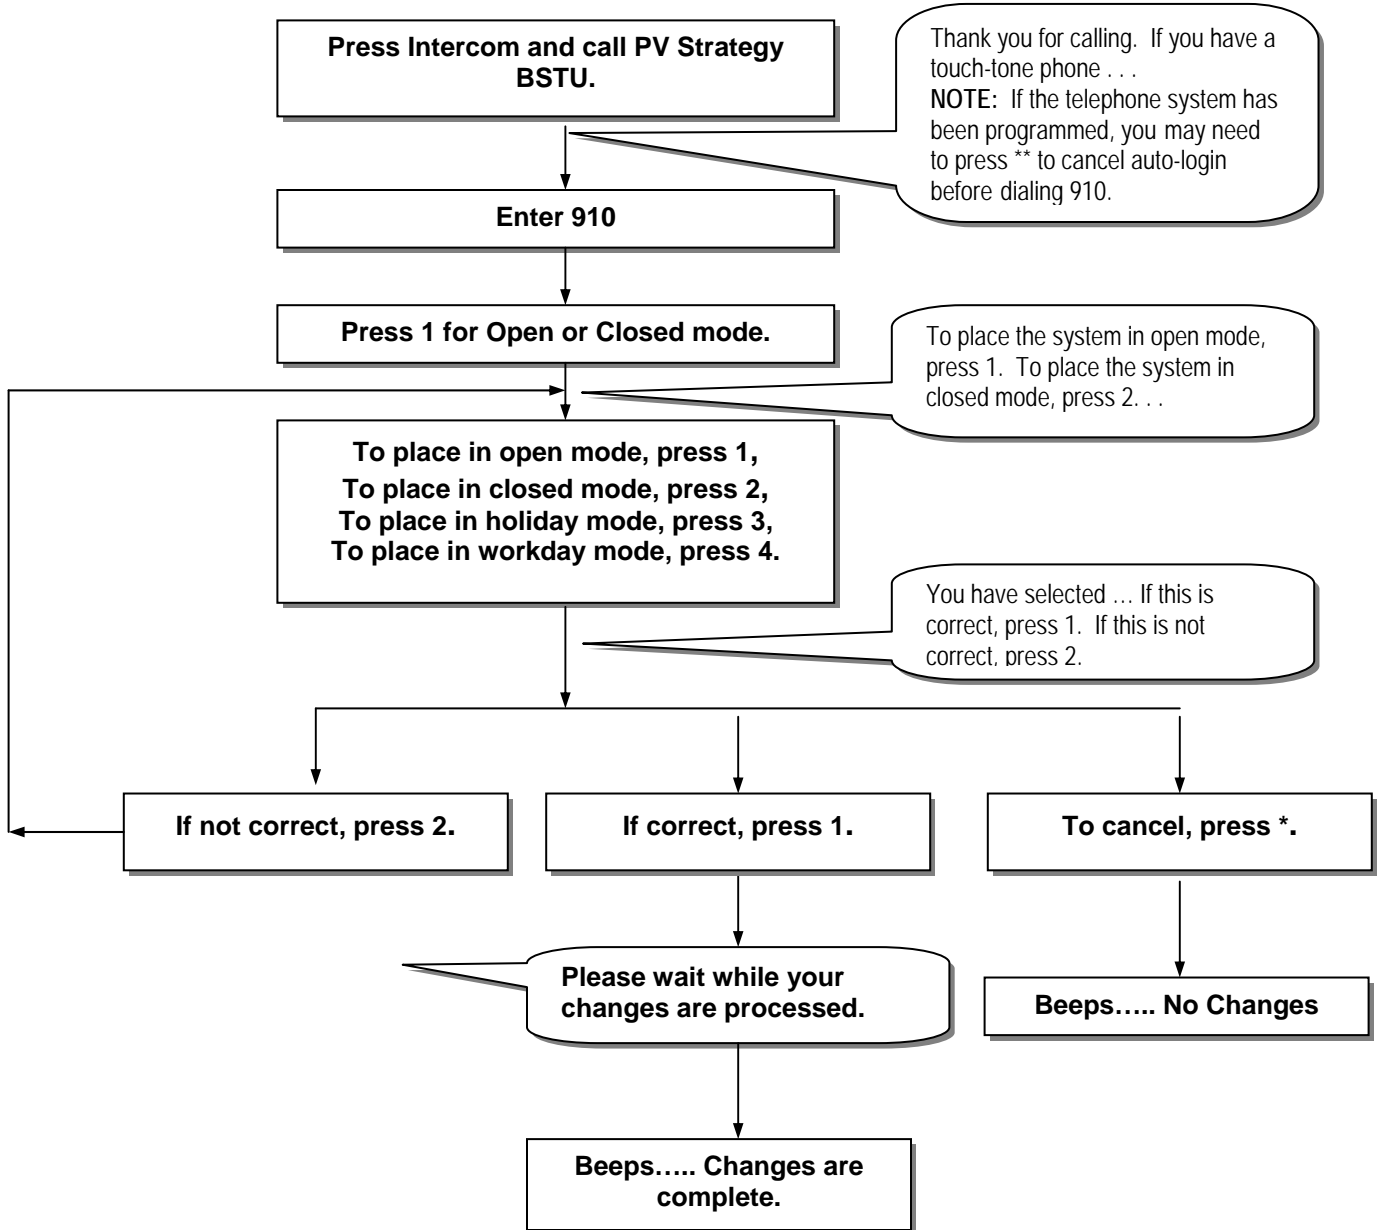 Press Intercom and call PV Strategy
BSTU.
Thank you for calting. If you have a
touch-tone phone . . .
NOTE: If the telephone system has
been programmed, you may need
to press ** to cancel auto-login
before dialing 910.
Enter 910
Press 1 for Open or Closed mode.
To place the system in open mode,
press 1. To place the system in
closed mode, press 2. . .
To place in open mode, press 1,
To place in closed mode, press 2,
To place in holiday mode, press 3,
To place in workday mode, press 4.
You have selected ... If this is
correct, press 1. If this is not
correct, press 2.
If not correct, press 2.
If correct, press 1.
To cancel, press *.
Please wait while your
changes are processed.
Beeps..... No Changes
Beeps..... Changes are
complete.